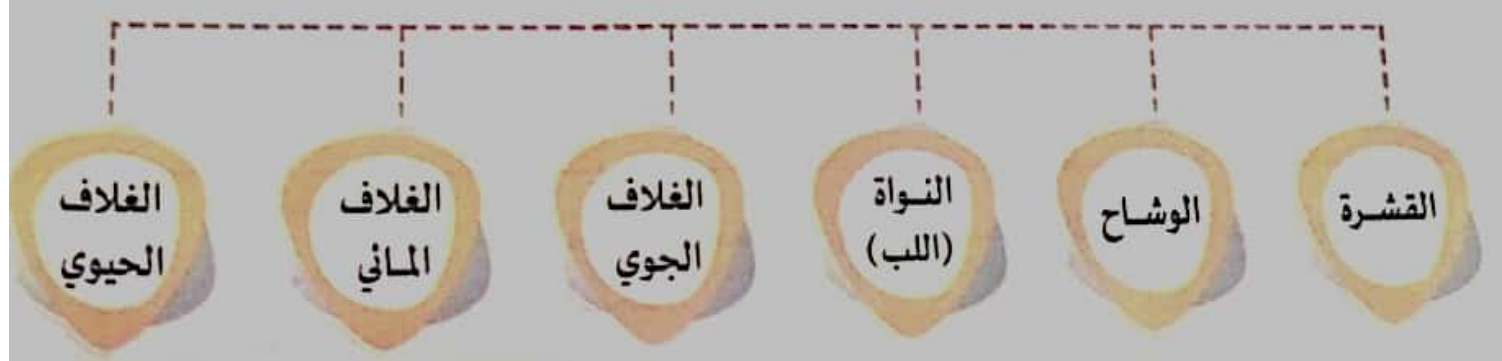 القشرة
الوشاح
النواة
(اللب)
الغلاف
الجوي
الغلاف
المائي
الغلاف
الحيوي